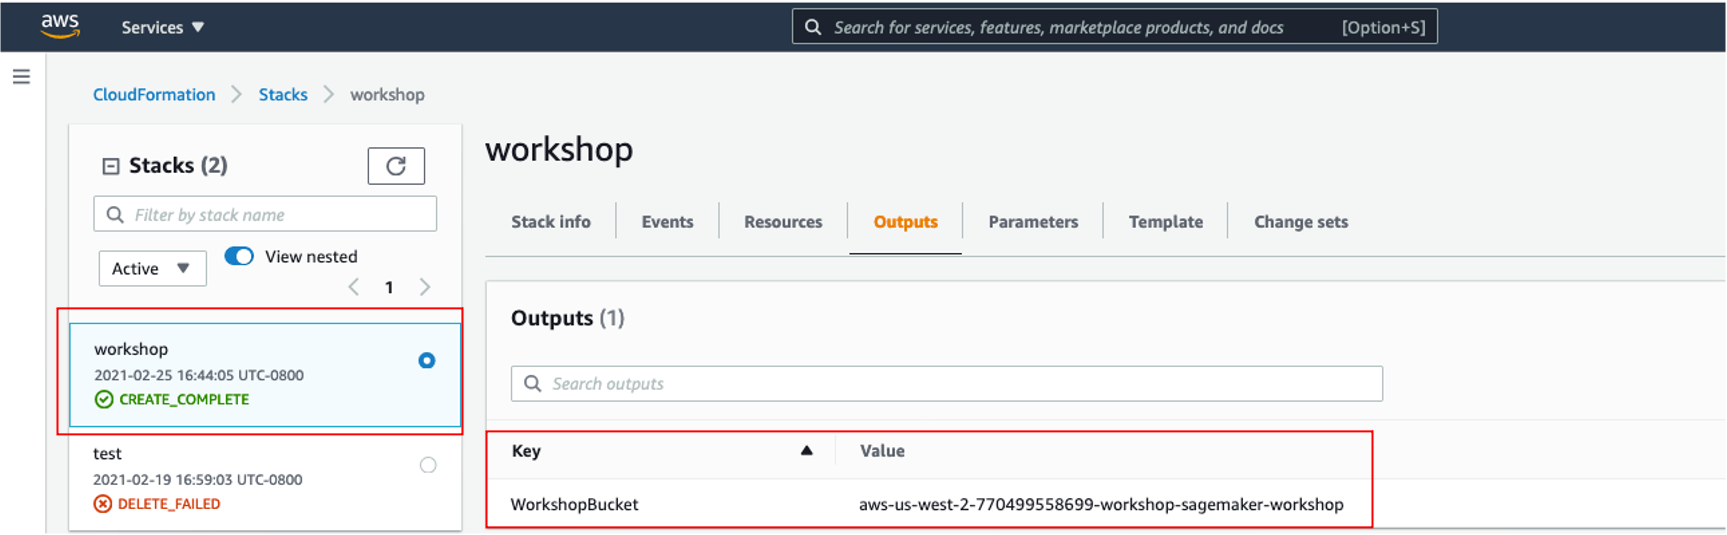 aws Services Search for services, features, marketplace products, and docs [Option+S]
CloudFormation Stacks workshop
Stacks (2)
Filter by stack name
Active View nested
1
workshop
2021-02-25 16:44:05 UTC-0800
CREATE_COMPLETE
test
2021-02-19 16:59:03 UTC-0800
DELETE_FAILED
workshop
Stack info Events Resources Outputs Parameters Template Change sets
Outputs (1)
Search outputs
Key Value
WorkshopBucket aws-us-west-2-770499558699-workshop-sagemaker-workshop